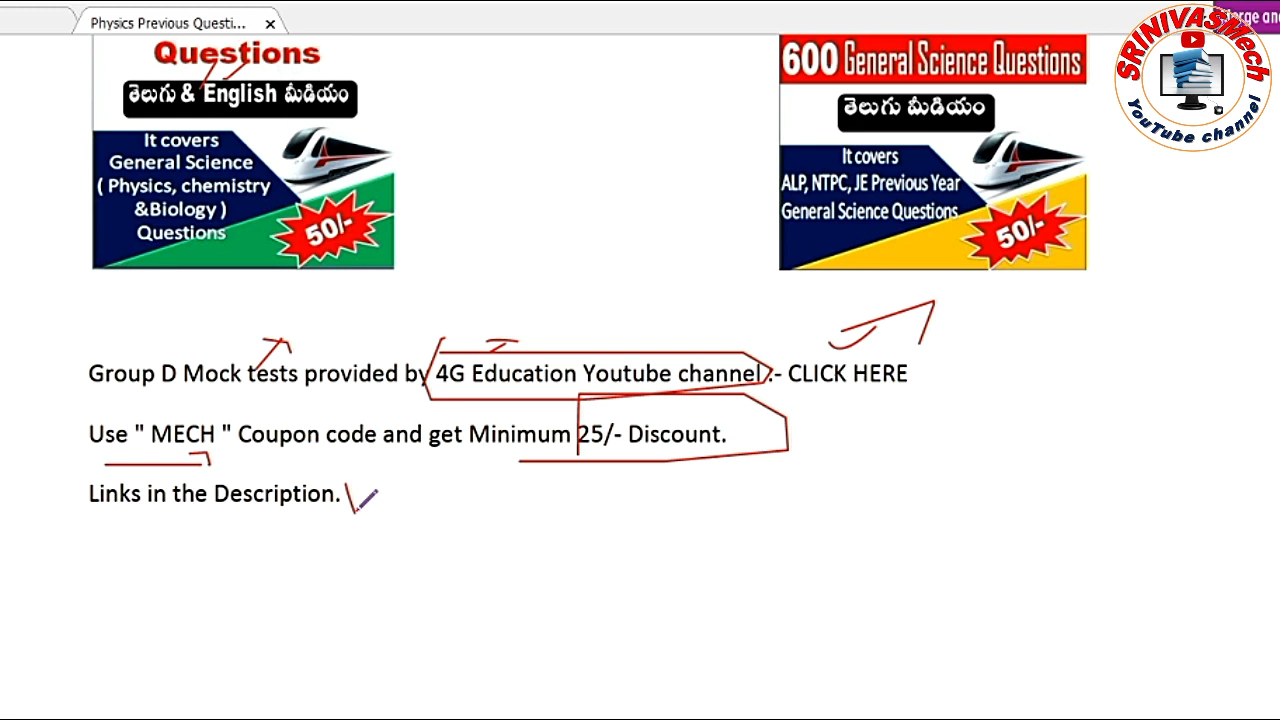 Physics Previous Questi... ×
erge and
SRINIVASMech
YouTube channel
Questions
తెలుగు & English మీడియం
It covers
General Science
( Physics, chemistry
&Biology )
Questions
50/-
600 General Science Questions
తెలుగు మీడియం
It covers
ALP, NTPC, JE Previous Year
General Science Questions
50/-
Group D Mock tests provided by 4G Education Youtube channel :- CLICK HERE
Use " MECH " Coupon code and get Minimum 25/- Discount.
Links in the Description.